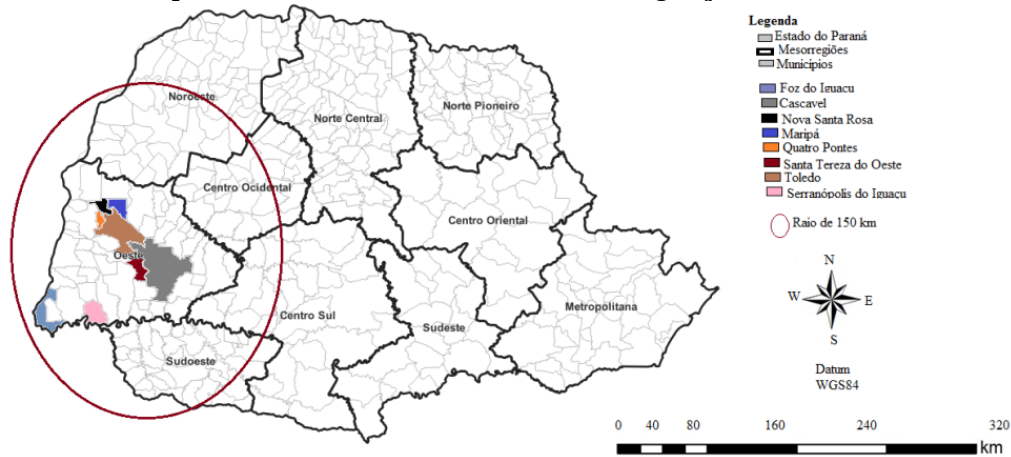 Legenda
Estado do Paraná
Mesorregiões
Municípios
Foz do Iguacu
Cascavel
Nova Santa Rosa
Maripá
Quatro Pontes
Santa Tereza do Oeste
Toledo
Serranópolis do Iguaçu
Raio de 150 km
Noroeste
Norte Central
Norte Pioneiro
Centro Ocidental
Centro Oriental
Oeste
Centro Sul
Sudeste
Metropolitana
Sudoeste
N
W
E
S
Datum
WGS84
0 40 80 160 240 320
km